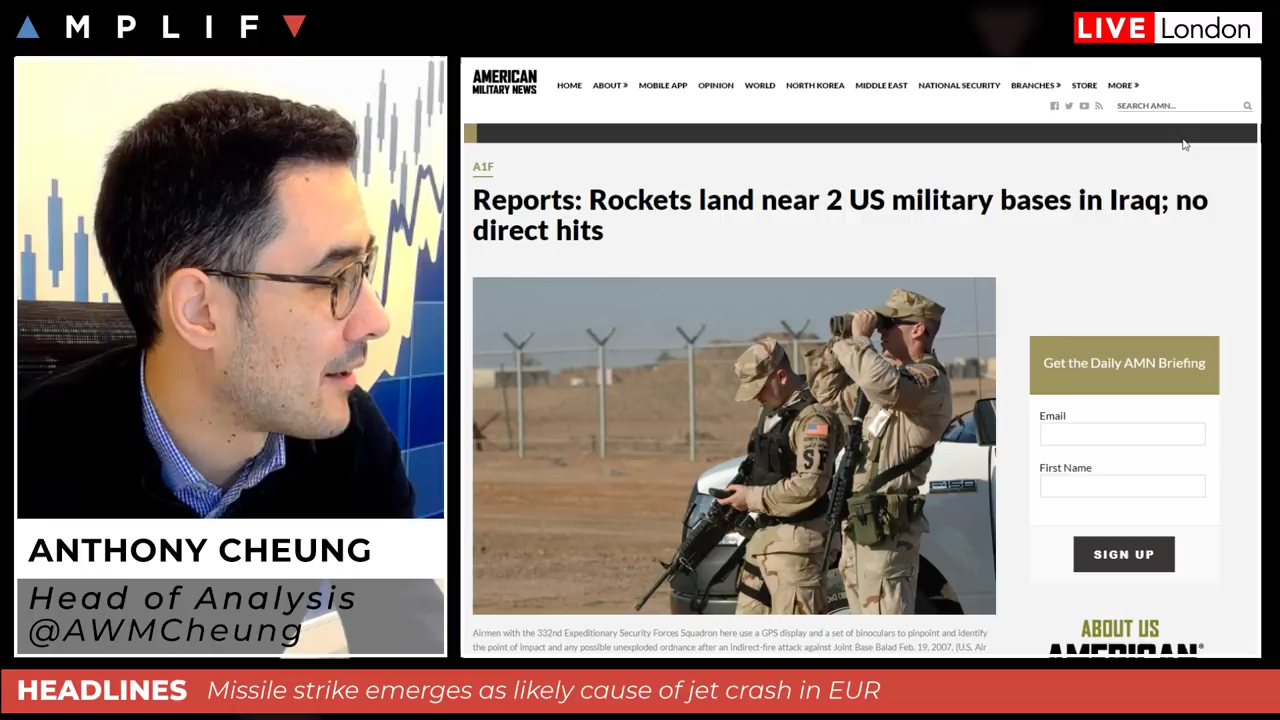 AMPLIFY
LIVE London
ANTHONY CHEUNG
Head of Analysis
@AWMCheung
AMERICAN
MILITARY NEWS
HOME ABOUT » MOBILE APP OPINION WORLD NORTH KOREA MIDDLE EAST NATIONAL SECURITY BRANCHES » STORE MORE »
SEARCH AMN...
A1F
Reports: Rockets land near 2 US military bases in Iraq; no
direct hits
Airmen with the 332nd Expeditionary Security Forces Squadron here use a GPS display and a set of binoculars to pinpoint and identify
the point of impact and any possible unexploded ordnance after an indirect-fire attack against Joint Base Balad Feb. 19, 2007. (U.S. Air
Get the Daily AMN Briefing
Email
First Name
SIGN UP
ABOUT US
AMERICAN®
HEADLINES Missile strike emerges as likely cause of jet crash in EUR